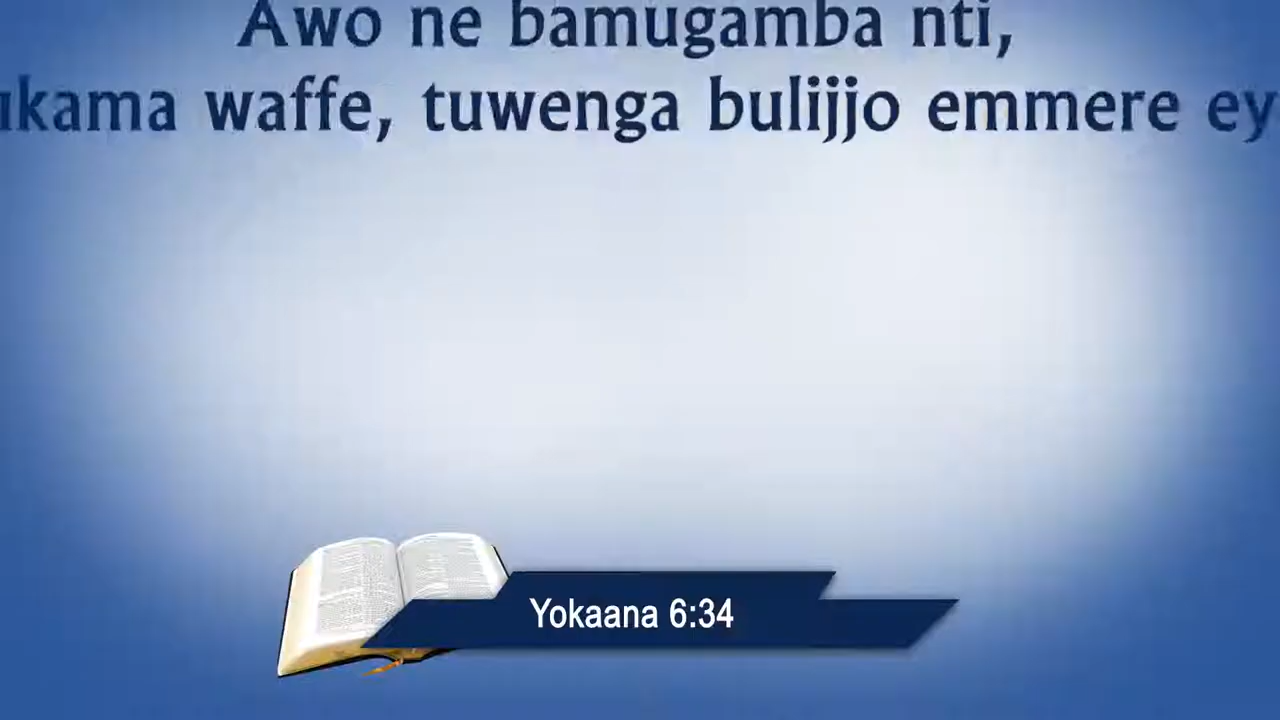 Awo ne bamugamba nti,
waffe, tuwenga bulijjo emmere
Yokaana 6:34